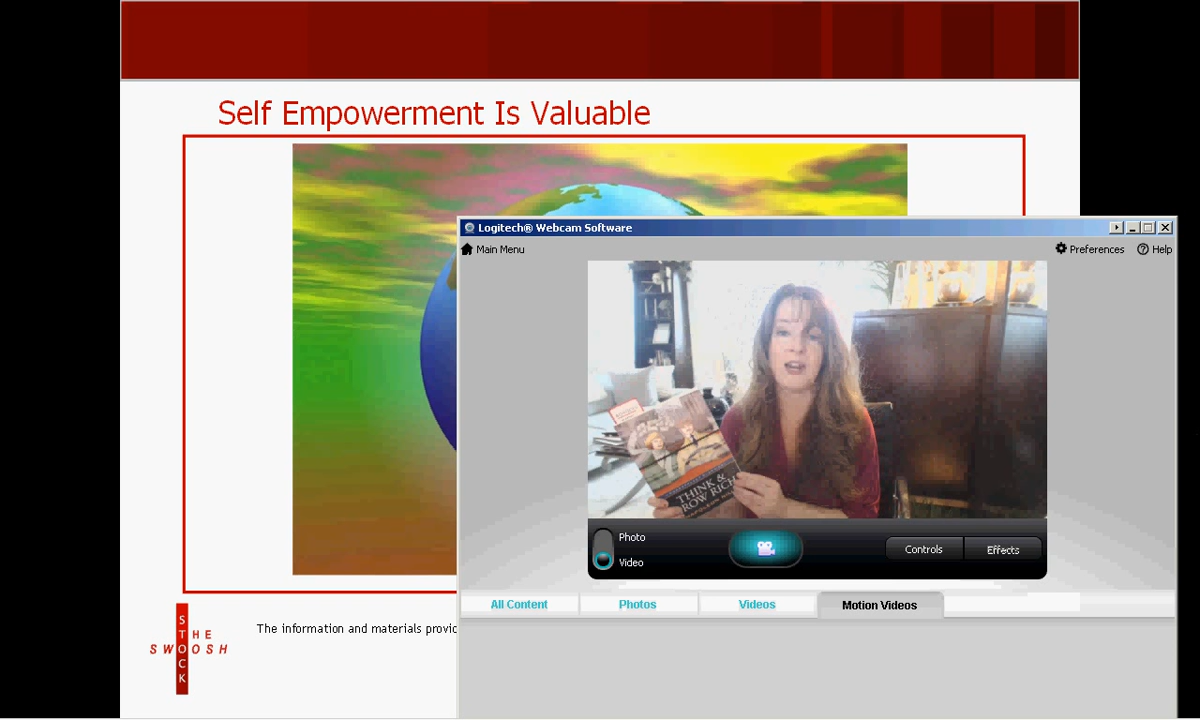 Self Empowerment Is Valuable
Logitech® Webcam Software
Main Menu
Preferences
Help
THINK &
ROW RICH
Photo
Video
Controls
Effects
All Content
Photos
Videos
Motion Videos
THE
STOCK
SWOOSH
The information and materials provic